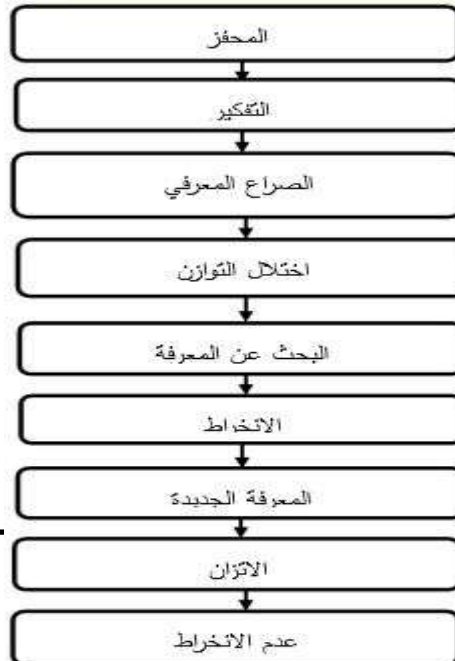 المحفز
التفكير
الصراع المعرفي
اختلال التوازن
البحث عن المعرفة
الانخراط
المعرفة الجديدة
الاتزان
عدم الانخراط